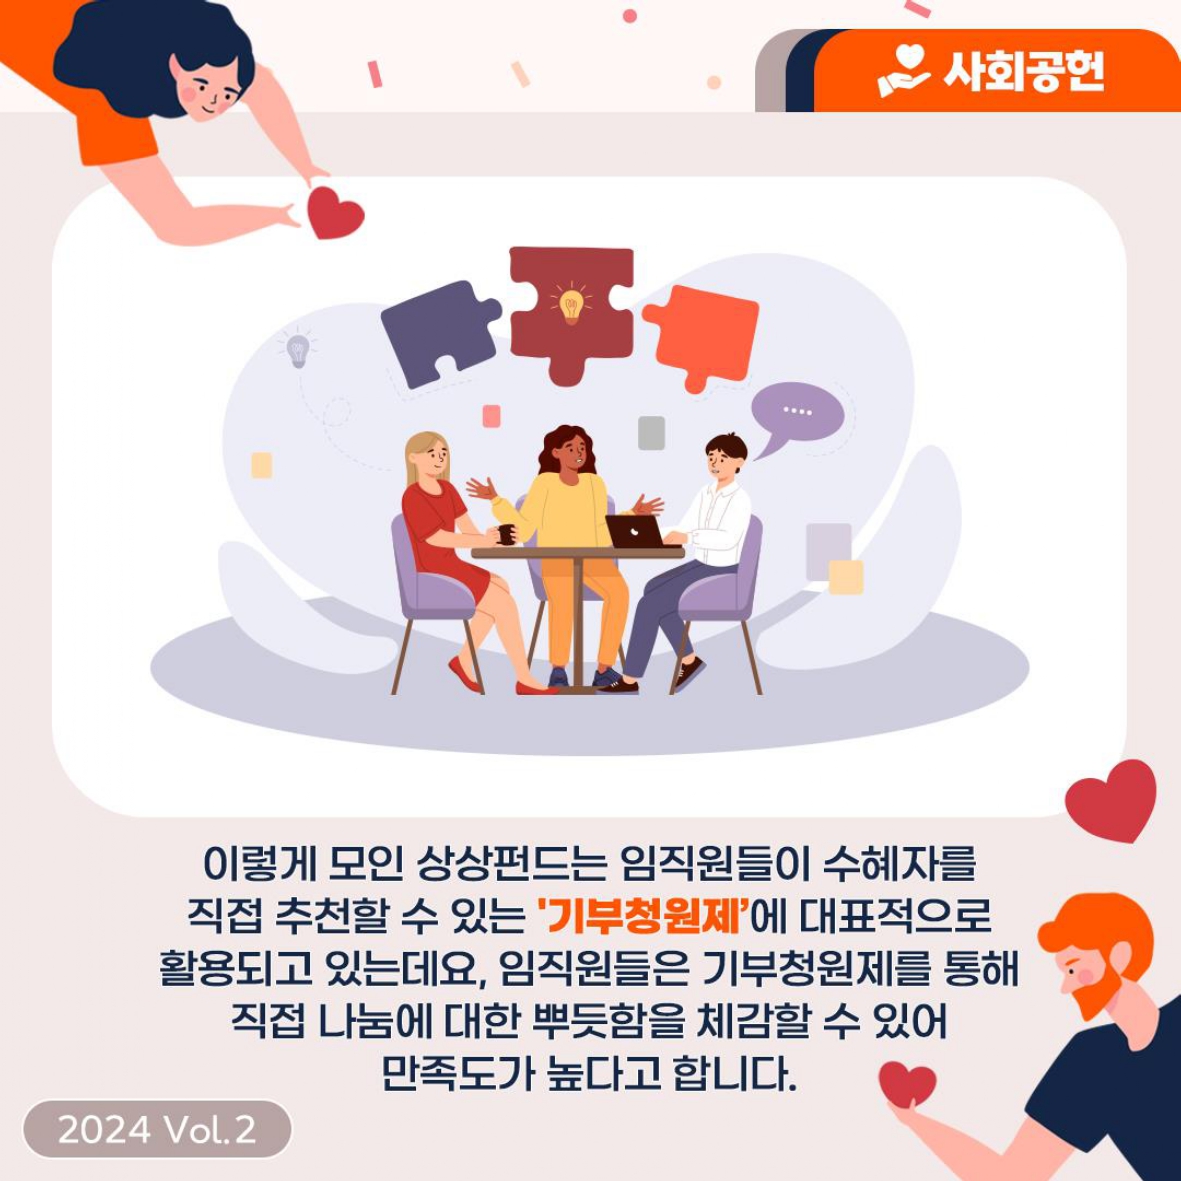 사회공헌
이렇게 모인 상상펀드는 임직원들이 수혜자를
직접 추천할 수 있는 '기부청원제'에 대표적으로
활용되고 있는데요, 임직원들은 기부청원제를 통해
직접 나눔에 대한 뿌듯함을 체감할 수 있어
만족도가 높다고 합니다.
2024 Vol.2